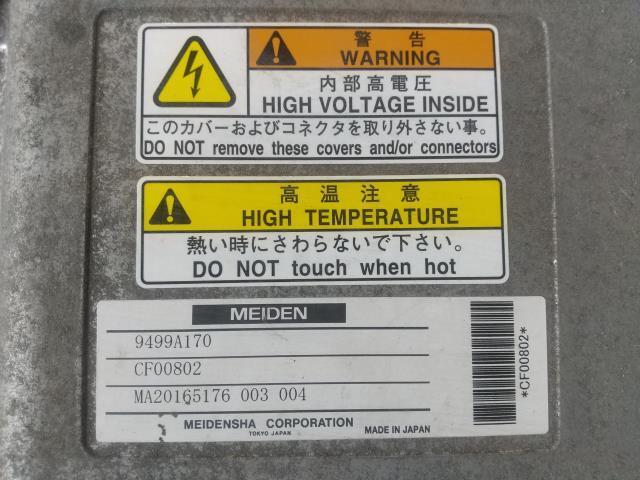 警告
WARNING
内部高電圧
HIGH VOLTAGE INSIDE
このカバーおよびコネクタを取り外さない事。
DO NOT remove these covers and/or connectors
高温注意
HIGH TEMPERATURE
熱い時にさわらないで下さい。
DO NOT touch when hot
MEIDEN
9499A170
CF00802
MA20165176 003 004
MEIDENSHA CORPORATION
TOKYO JAPAN
MADE IN JAPAN
*CF00802*